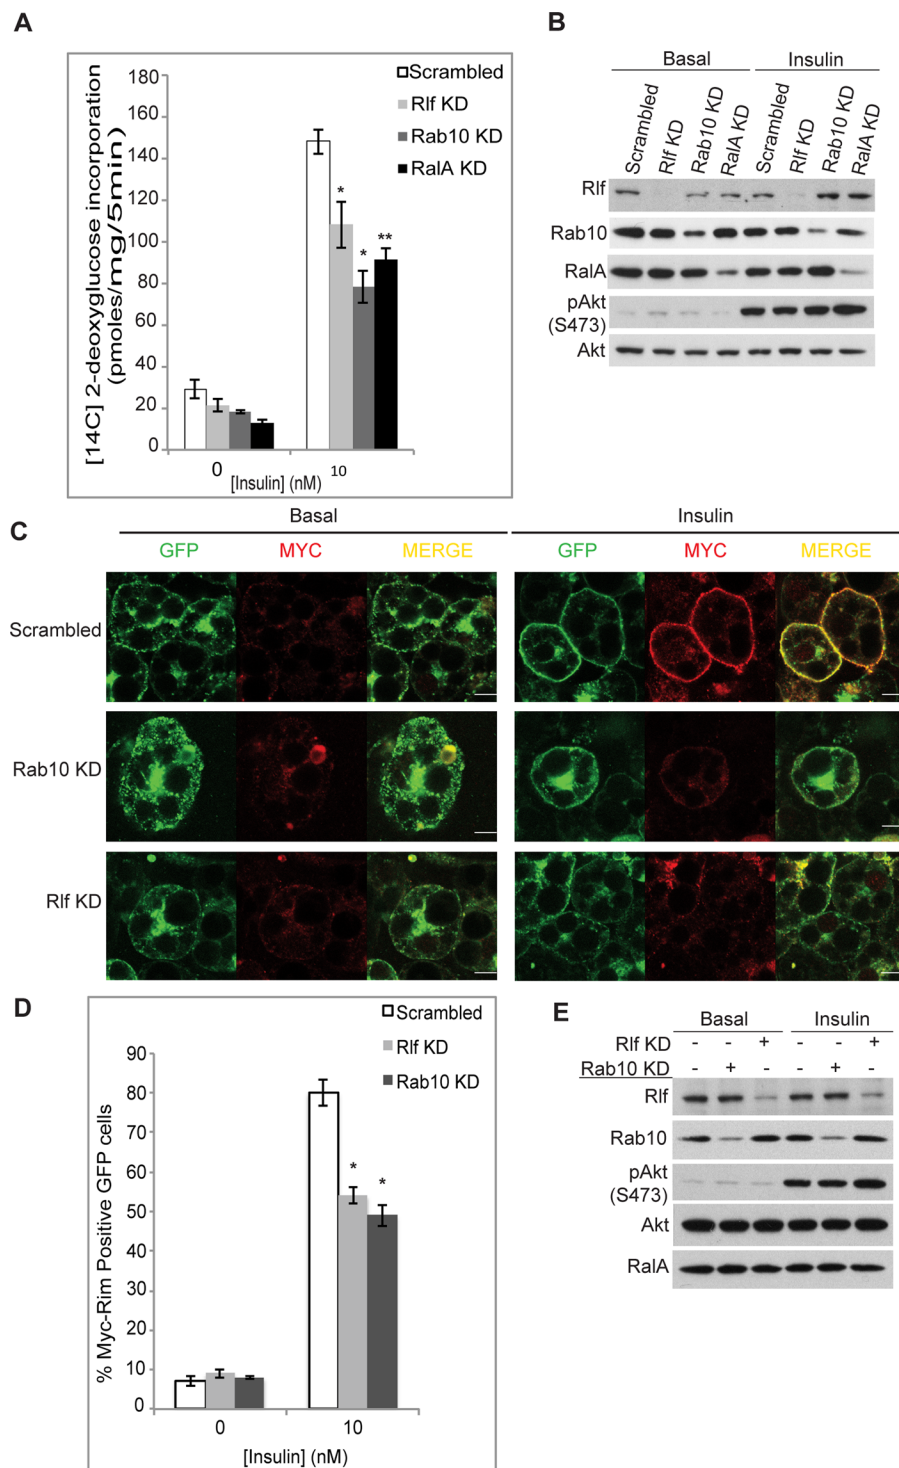 A
[14C] 2-deoxyglucose incorporation
(pmoles/mg/5min)
180
160
140
120
100
80
60
40
20
0
Scrambled
Rlf KD
Rab10 KD
RalA KD
*
*
**
0
10
[Insulin] (nM)
B
Basal
Insulin
Scrambled
Rlf KD
Rab10 KD
RalA KD
Scrambled
Rlf KD
Rab10 KD
RalA KD
Rlf
Rab10
RalA
pAkt
(S473)
Akt
C
Basal
Insulin
GFP
MYC
MERGE
GFP
MYC
MERGE
Scrambled
Rab10 KD
Rlf KD
D
% Myc-Rim Positive GFP cells
90
80
70
60
50
40
30
20
10
0
Scrambled
Rlf KD
Rab10 KD
*
*
0
10
[Insulin] (nM)
E
Basal
Insulin
Rlf KD - - + - - +
Rab10 KD - + - - + -
Rlf
Rab10
pAkt
(S473)
Akt
RalA